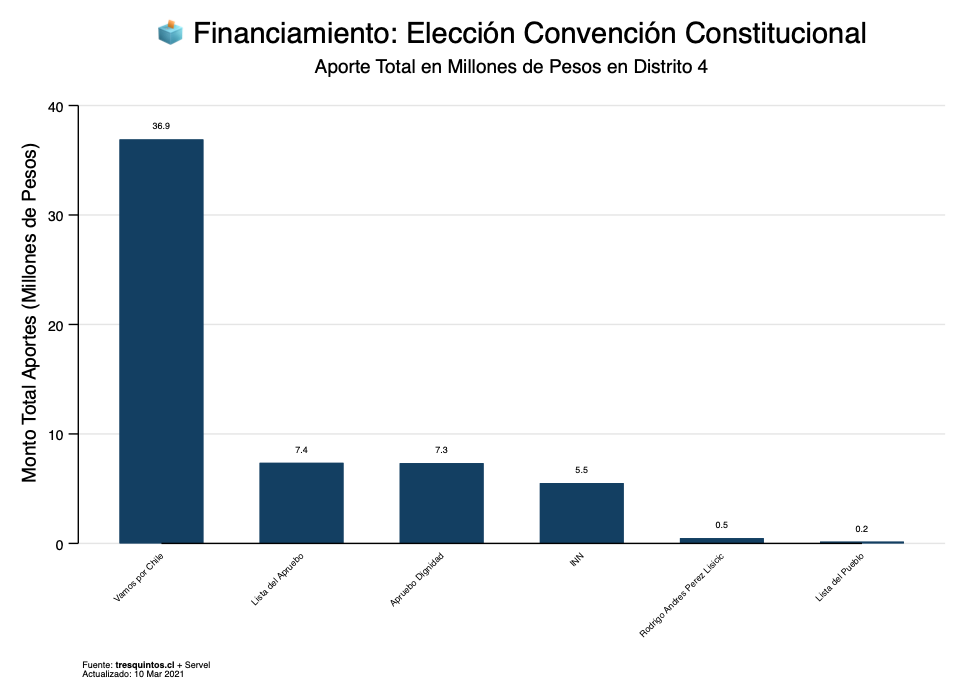 Financiamiento: Elección Convención Constitucional
Aporte Total en Millones de Pesos en Distrito 4
Monto Total Aportes (Millones de Pesos)
40
30
20
10
0
36.9
7.4
7.3
5.5
0.5
0.2
Vamos por Chile
Lista del Apruebo
Apruebo Dignidad
INN
Rodrigo Andres Perez Lisicic
Lista del Pueblo
Fuente: tresquintos.cl + Servel
Actualizado: 10 Mar 2021